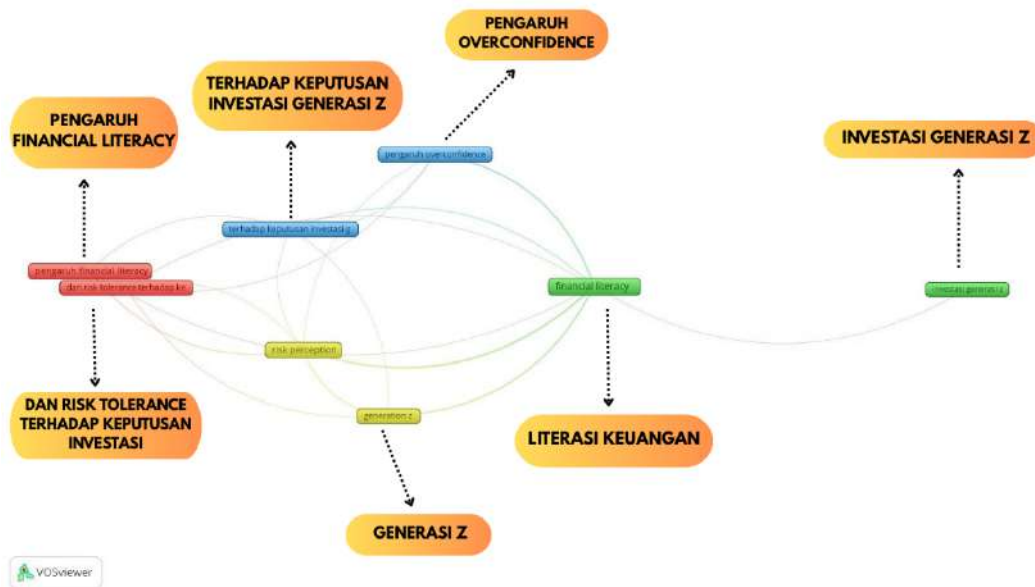 PENGARUH
OVERCONFIDENCE
TERHADAP KEPUTUSAN
INVESTASI GENERASI Z
PENGARUH
FINANCIAL LITERACY
INVESTASI GENERASI Z
pengaruh overconfidence
terhadap keputusan investasi g
pengaruh financial literacy
dan risk tolerance terhadap ke
financial literacy
investasi generasi z
risk perception
generation z
DAN RISK TOLERANCE
TERHADAP KEPUTUSAN
INVESTASI
LITERASI KEUANGAN
GENERASI Z
VOSviewer